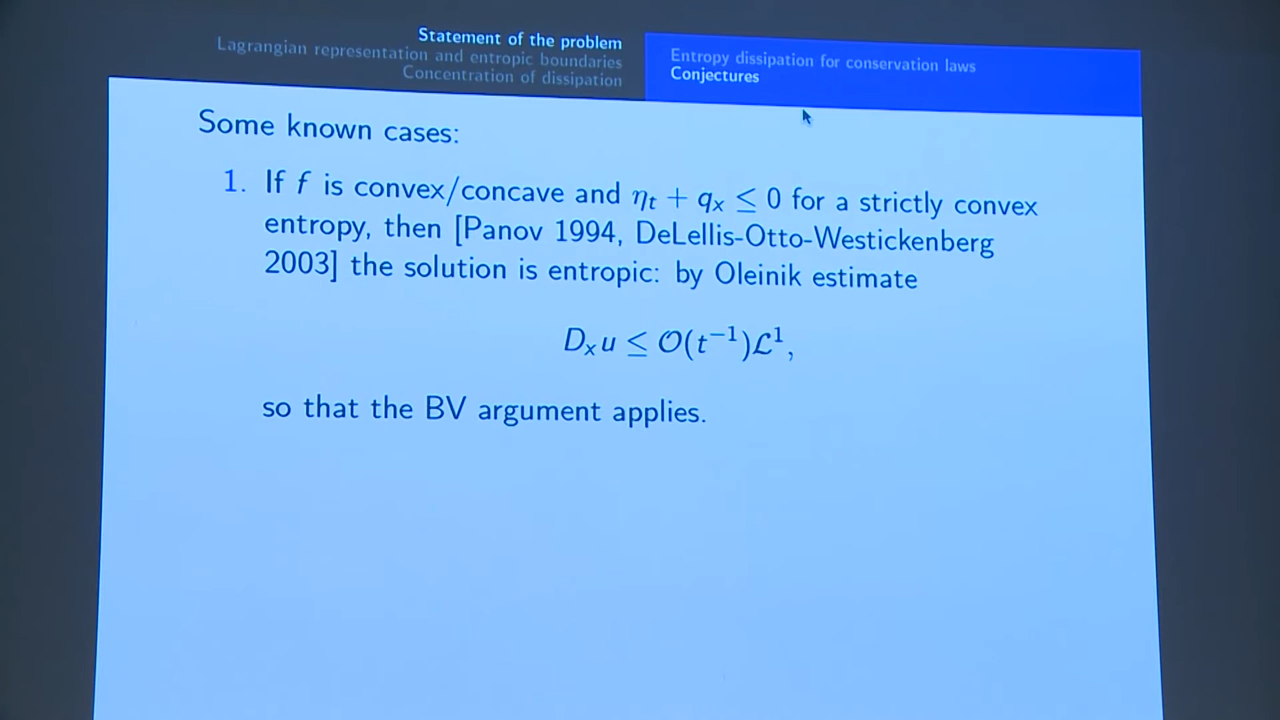 Statement of the problem
Lagrangian representation and entropic boundaries
Concentration of dissipation
Entropy dissipation for conservation laws
Conjectures
Some known cases:
1. If f is convex/concave and ηₜ + qₓ ≤ 0 for a strictly convex
entropy, then [Panov 1994, DeLellis-Otto-Westickenberg
2003] the solution is entropic: by Oleinik estimate
Dₓu ≤ 𝒪(t⁻¹)ℒ¹,
so that the BV argument applies.